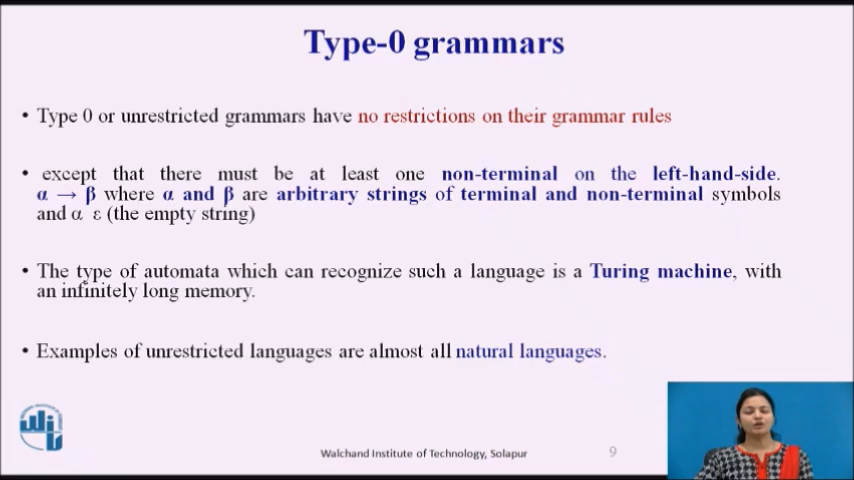 Type-0 grammars
• Type 0 or unrestricted grammars have no restrictions on their grammar rules
• except that there must be at least one non-terminal on the left-hand-side.
α → β where α and β are arbitrary strings of terminal and non-terminal symbols
and α ε (the empty string)
• The type of automata which can recognize such a language is a Turing machine, with
an infinitely long memory.
• Examples of unrestricted languages are almost all natural languages.
Walchand Institute of Technology, Solapur
9